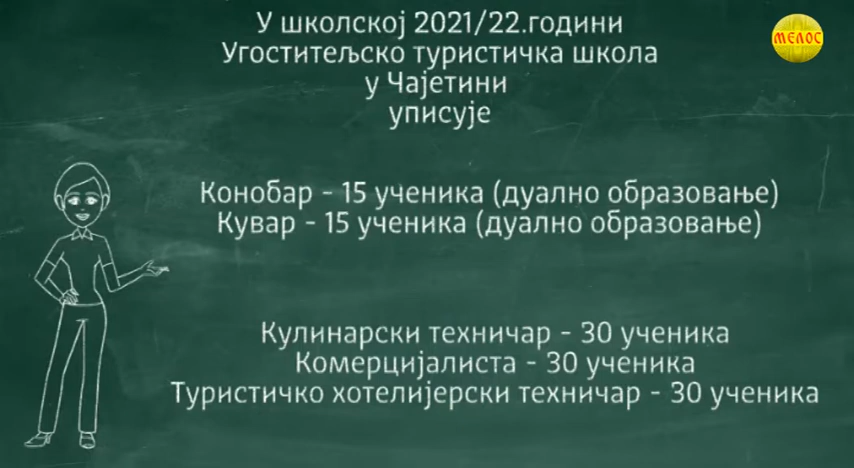 У школској 2021/22.години
Угоститељско туристичка школа
у Чајетини
уписује
МЕЛОС
Конобар - 15 ученика (дуално образовање)
Кувар - 15 ученика (дуално образовање)
Кулинарски техничар - 30 ученика
Комерцијалиста - 30 ученика
Туристичко хотелијерски техничар - 30 ученика